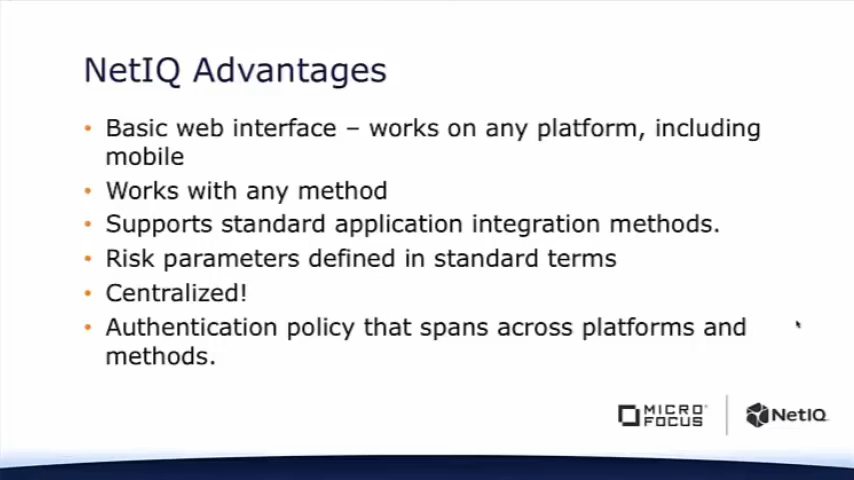 NetIQ Advantages
• Basic web interface – works on any platform, including
mobile
• Works with any method
• Supports standard application integration methods.
• Risk parameters defined in standard terms
• Centralized!
• Authentication policy that spans across platforms and
methods.
MICRO
FOCUS
NetIQ